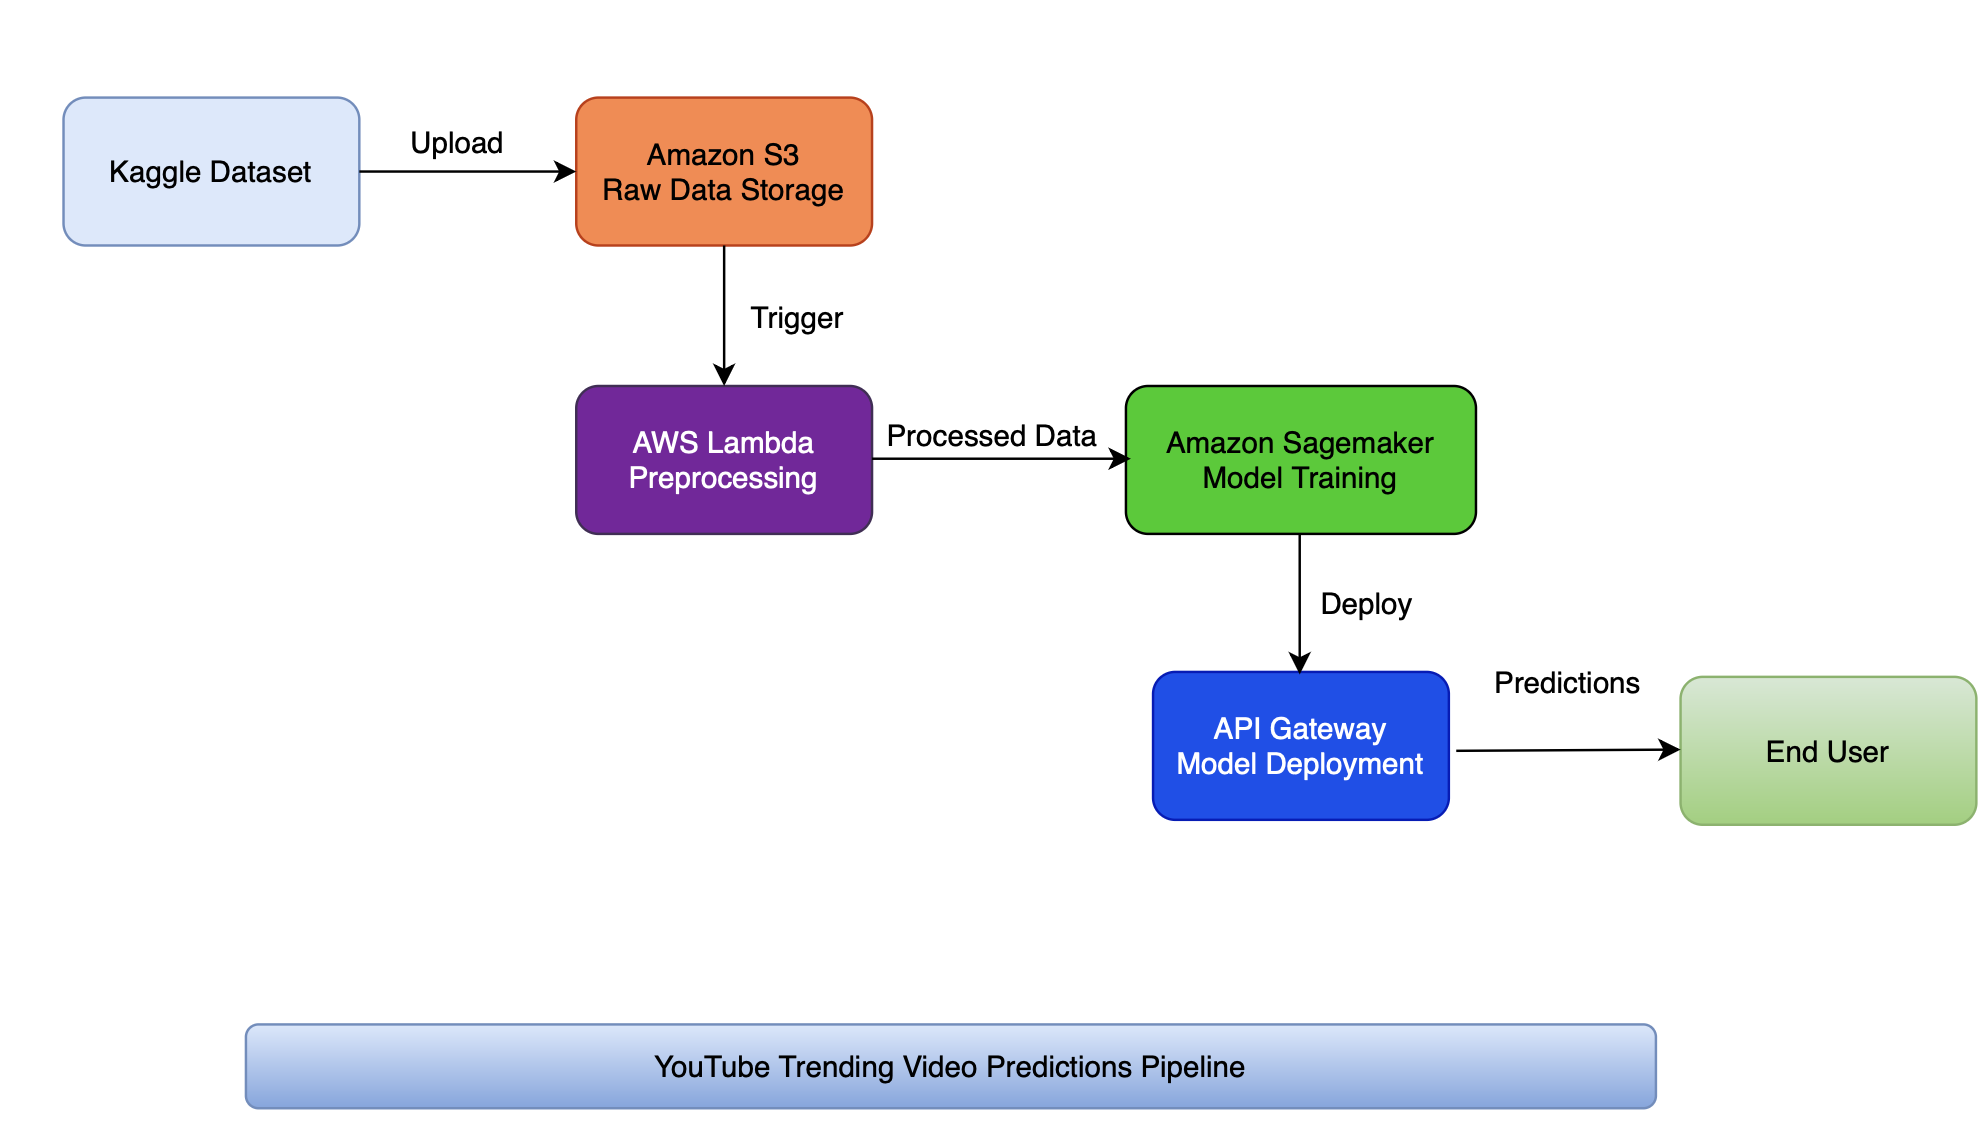 Kaggle Dataset
Upload
Amazon S3
Raw Data Storage
Trigger
AWS Lambda
Preprocessing
Processed Data
Amazon Sagemaker
Model Training
Deploy
API Gateway
Model Deployment
Predictions
End User
YouTube Trending Video Predictions Pipeline